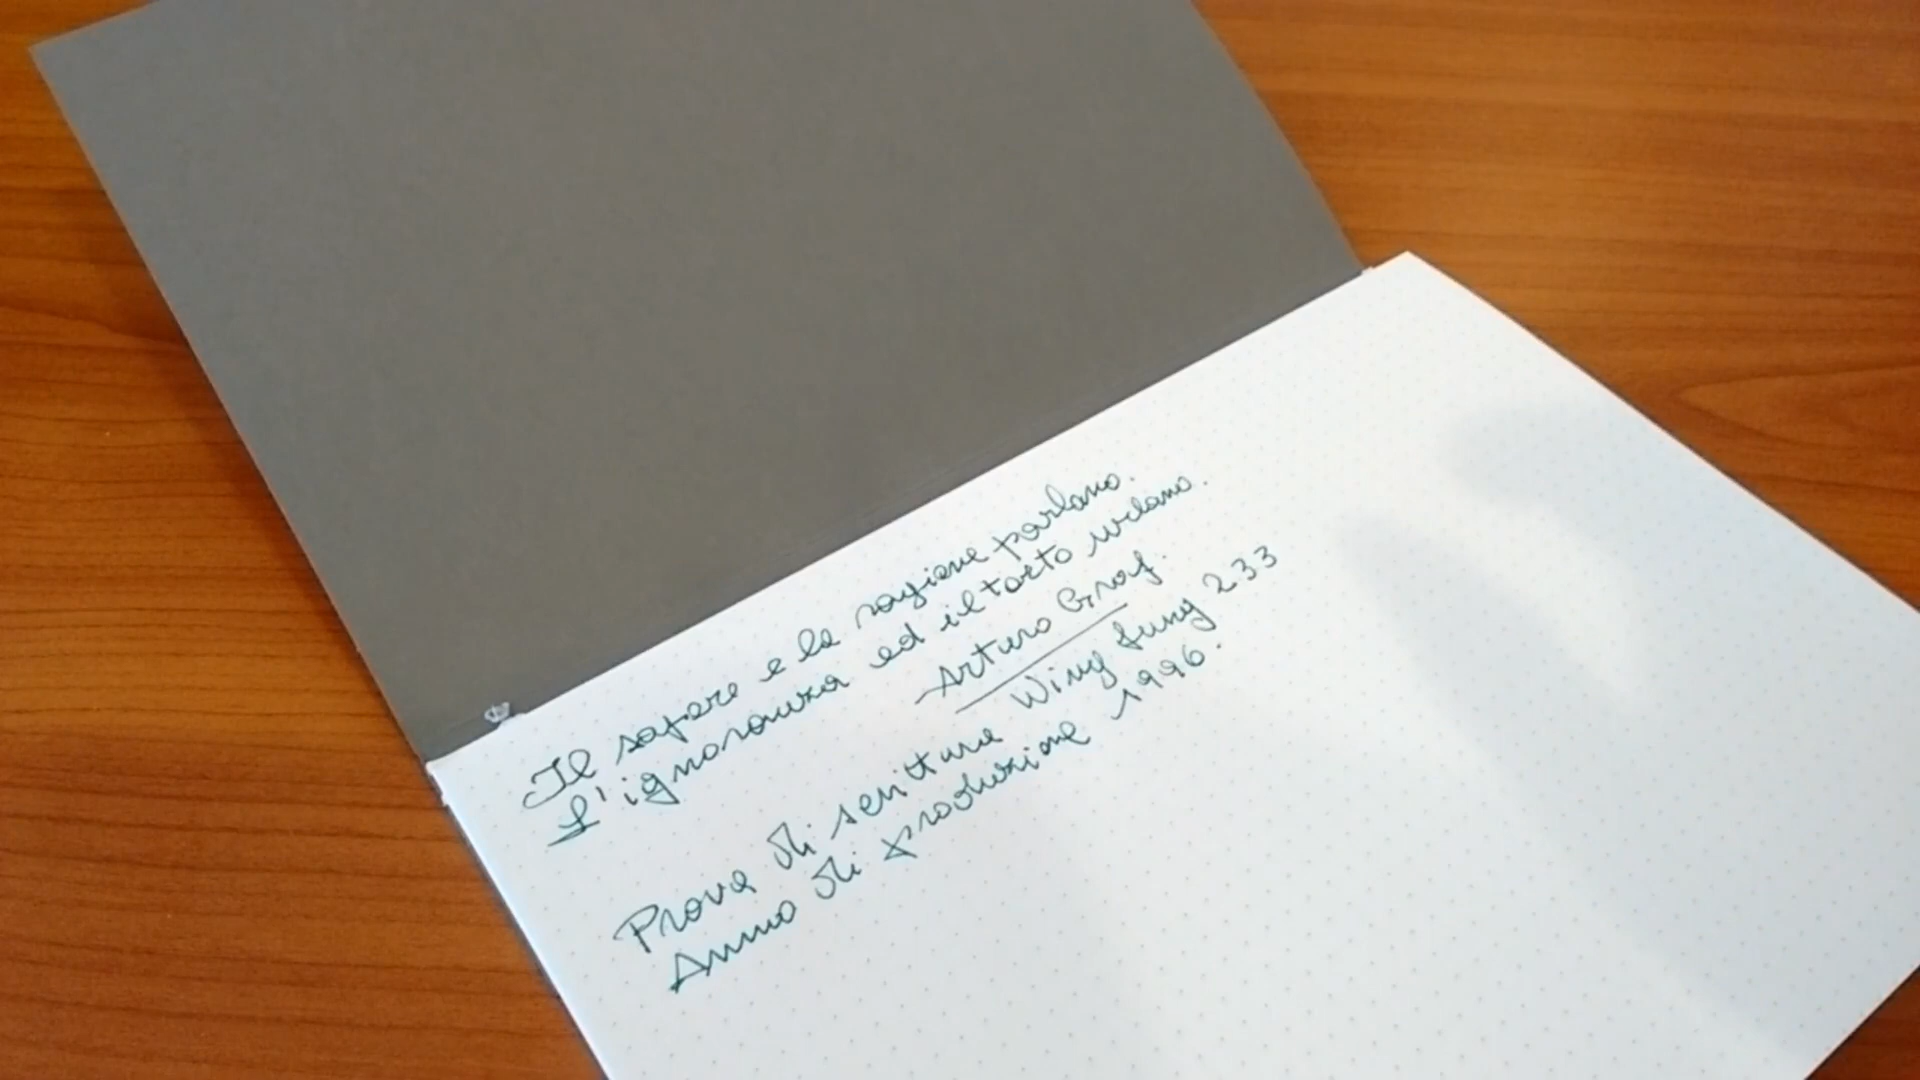 Il sapere e la ragione parlano.
L'ignoranza ed il torto urlano.
Arturo Graf.
Prova di scrittura Wing Sung 233
Anno di produzione 1996.